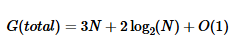 G(total) = 3N + 2 log₂(N) + O(1)